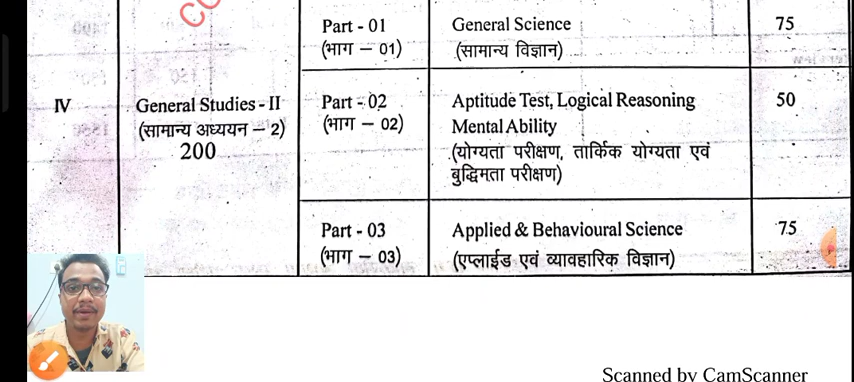 Part - 01
(भाग – 01)
General Science
(सामान्य विज्ञान)
75
IV
General Studies - II
(सामान्य अध्ययन – 2)
200
Part - 02
(भाग – 02)
Aptitude Test, Logical Reasoning
Mental Ability
(योग्यता परीक्षण, तार्किक योग्यता एवं
बुद्धिमता परीक्षण)
50
Part - 03
(भाग – 03)
Applied & Behavioural Science
(एप्लाईड एवं व्यावहारिक विज्ञान)
75
Scanned by CamScanner